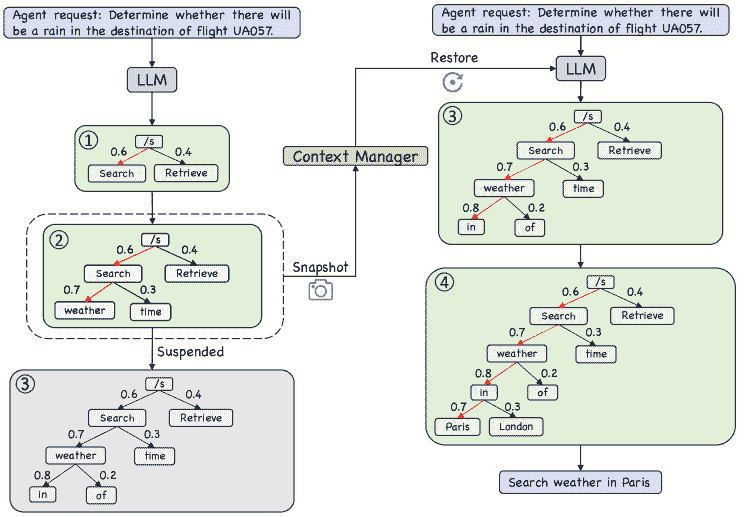 Agent request: Determine whether there will
be a rain in the destination of flight UA057.
LLM
①
/s
0.6
0.4
Search
Retrieve
②
/s
0.6
0.4
Search
Retrieve
0.7
0.3
weather
time
Suspended
③
/s
0.6
0.4
Search
Retrieve
0.7
0.3
weather
time
0.8
0.2
in
of
Snapshot
Context Manager
Restore
Agent request: Determine whether there will
be a rain in the destination of flight UA057.
LLM
③
/s
0.6
0.4
Search
Retrieve
0.7
0.3
weather
time
0.8
0.2
in
of
④
/s
0.6
0.4
Search
Retrieve
0.7
0.3
weather
time
0.8
0.2
in
of
0.7
0.3
Paris
London
Search weather in Paris